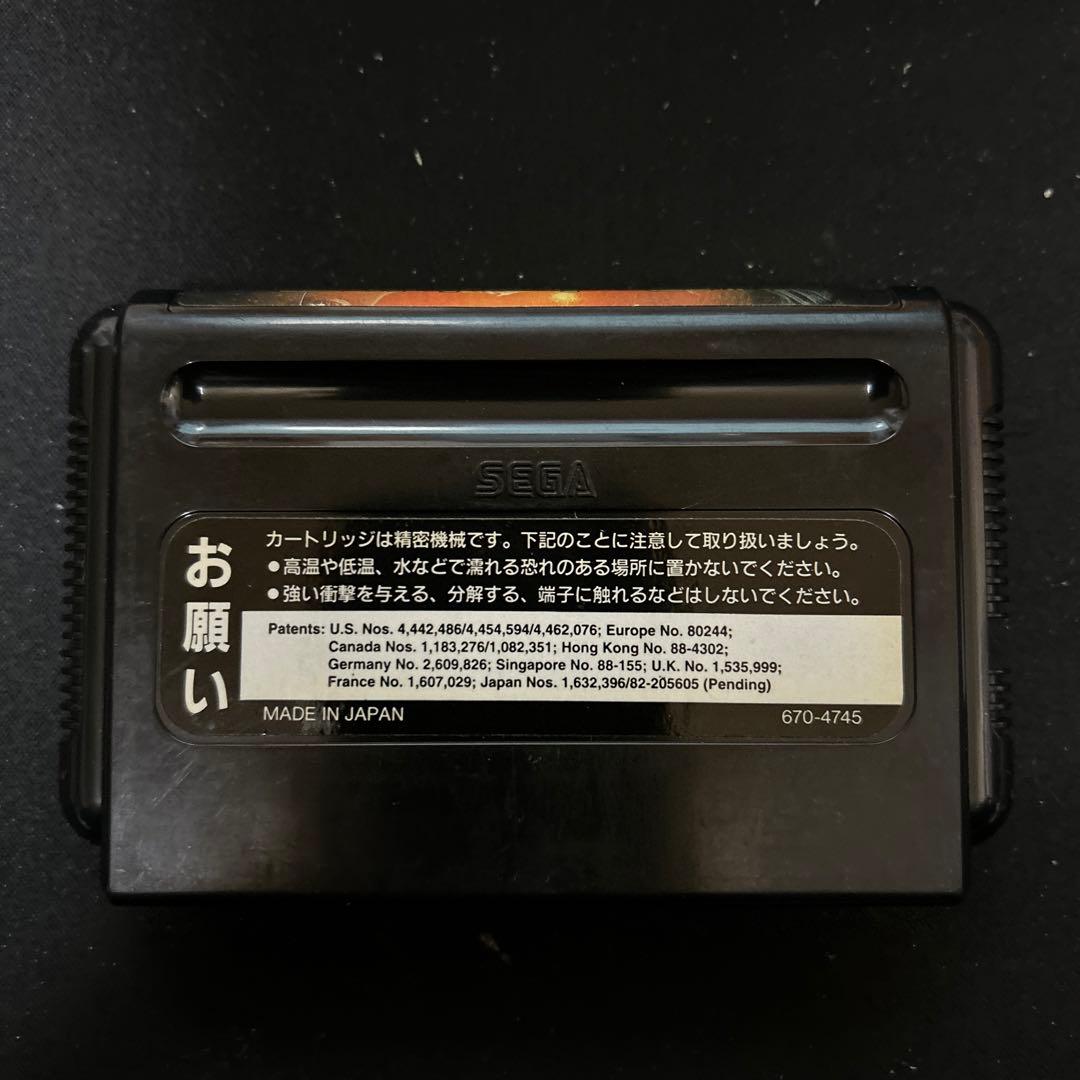 SEGA
お願い
カートリッジは精密機械です。下記のことに注意して取り扱いましょう。
●高温や低温、水などで濡れる恐れのある場所に置かないでください。
●強い衝撃を与える、分解する、端子に触れるなどはしないでください。
Patents: U.S. Nos. 4,442,486/4,454,594/4,462,076; Europe No. 80244;
Canada Nos. 1,183,276/1,082,351; Hong Kong No. 88-4302;
Germany No. 2,609,826; Singapore No. 88-155; U.K. No. 1,535,999;
France No. 1,607,029; Japan Nos. 1,632,396/82-205605 (Pending)
MADE IN JAPAN 670-4745